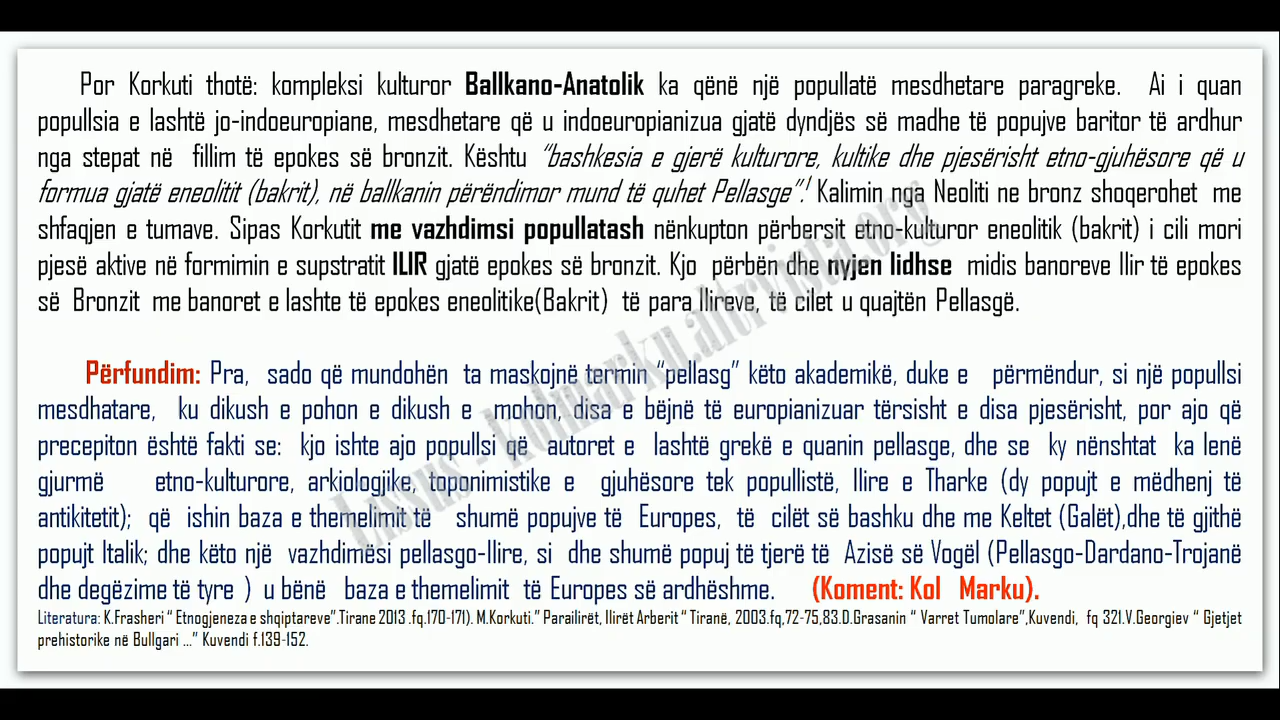 Por Korkuti thotë: kompleksi kulturor Ballkano-Anatolik ka qënë një popullatë mesdhetare paragreke. Ai i quan
popullsia e lashtë jo-indoeuropiane, mesdhetare që u indoeuropianizua gjatë dyndjës së madhe të popujve baritor të ardhur
nga stepat në fillim të epokes së bronzit. Kështu "bashkesia e gjerë kulturore, kultike dhe pjesërisht etno-gjuhësore që u
formua gjatë eneolitit (bakrit), në ballkanin përëndimor mund të quhet Pellasge".¹ Kalimin nga Neoliti ne bronz shoqerohet me
shfaqjen e tumave. Sipas Korkutit me vazhdimsi popullatash nënkupton përbersit etno-kulturor eneolitik (bakrit) i cili mori
pjesë aktive në formimin e supstratit ILIR gjatë epokes së bronzit. Kjo përbën dhe nyjen lidhse midis banoreve Ilir të epokes
së Bronzit me banoret e lashte të epokes eneolitike(Bakrit) të para Ilireve, të cilet u quajtën Pellasgë.
Përfundim: Pra, sado që mundohën ta maskojnë termin "pellasg" këto akademikë, duke e përmëndur, si një popullsi
mesdhatare, ku dikush e pohon e dikush e mohon, disa e bëjnë të europianizuar tërsisht e disa pjesërisht, por ajo që
precepiton është fakti se: kjo ishte ajo popullsi që autoret e lashtë grekë e quanin pellasge, dhe se ky nënshtat ka lenë
gjurmë etno-kulturore, arkiologjike, toponimistike e gjuhësore tek popullistë, Ilire e Tharke (dy popujt e mëdhenj të
antikitetit); që ishin baza e themelimit të shumë popujve të Europes, të cilët së bashku dhe me Keltet (Galët),dhe të gjithë
popujt Italik; dhe këto një vazhdimësi pellasgo-Ilire, si dhe shumë popuj të tjerë të Azisë së Vogël (Pellasgo-Dardano-Trojanë
dhe degëzime të tyre ) u bënë baza e themelimit të Europes së ardhëshme. (Koment: Kol Marku).
Literatura: K.Frasheri " Etnogjeneza e shqiptareve".Tirane 2013 .fq.170-171). M.Korkuti." Parailirët, Ilirët Arberit " Tiranë, 2003.fq,72-75,83.D.Grasanin " Varret Tumolare",Kuvendi, fq 321.V.Georgiev " Gjetjet
prehistorike në Bullgari ..." Kuvendi f.139-152.
Lissus - kolmarku.altrvista.org